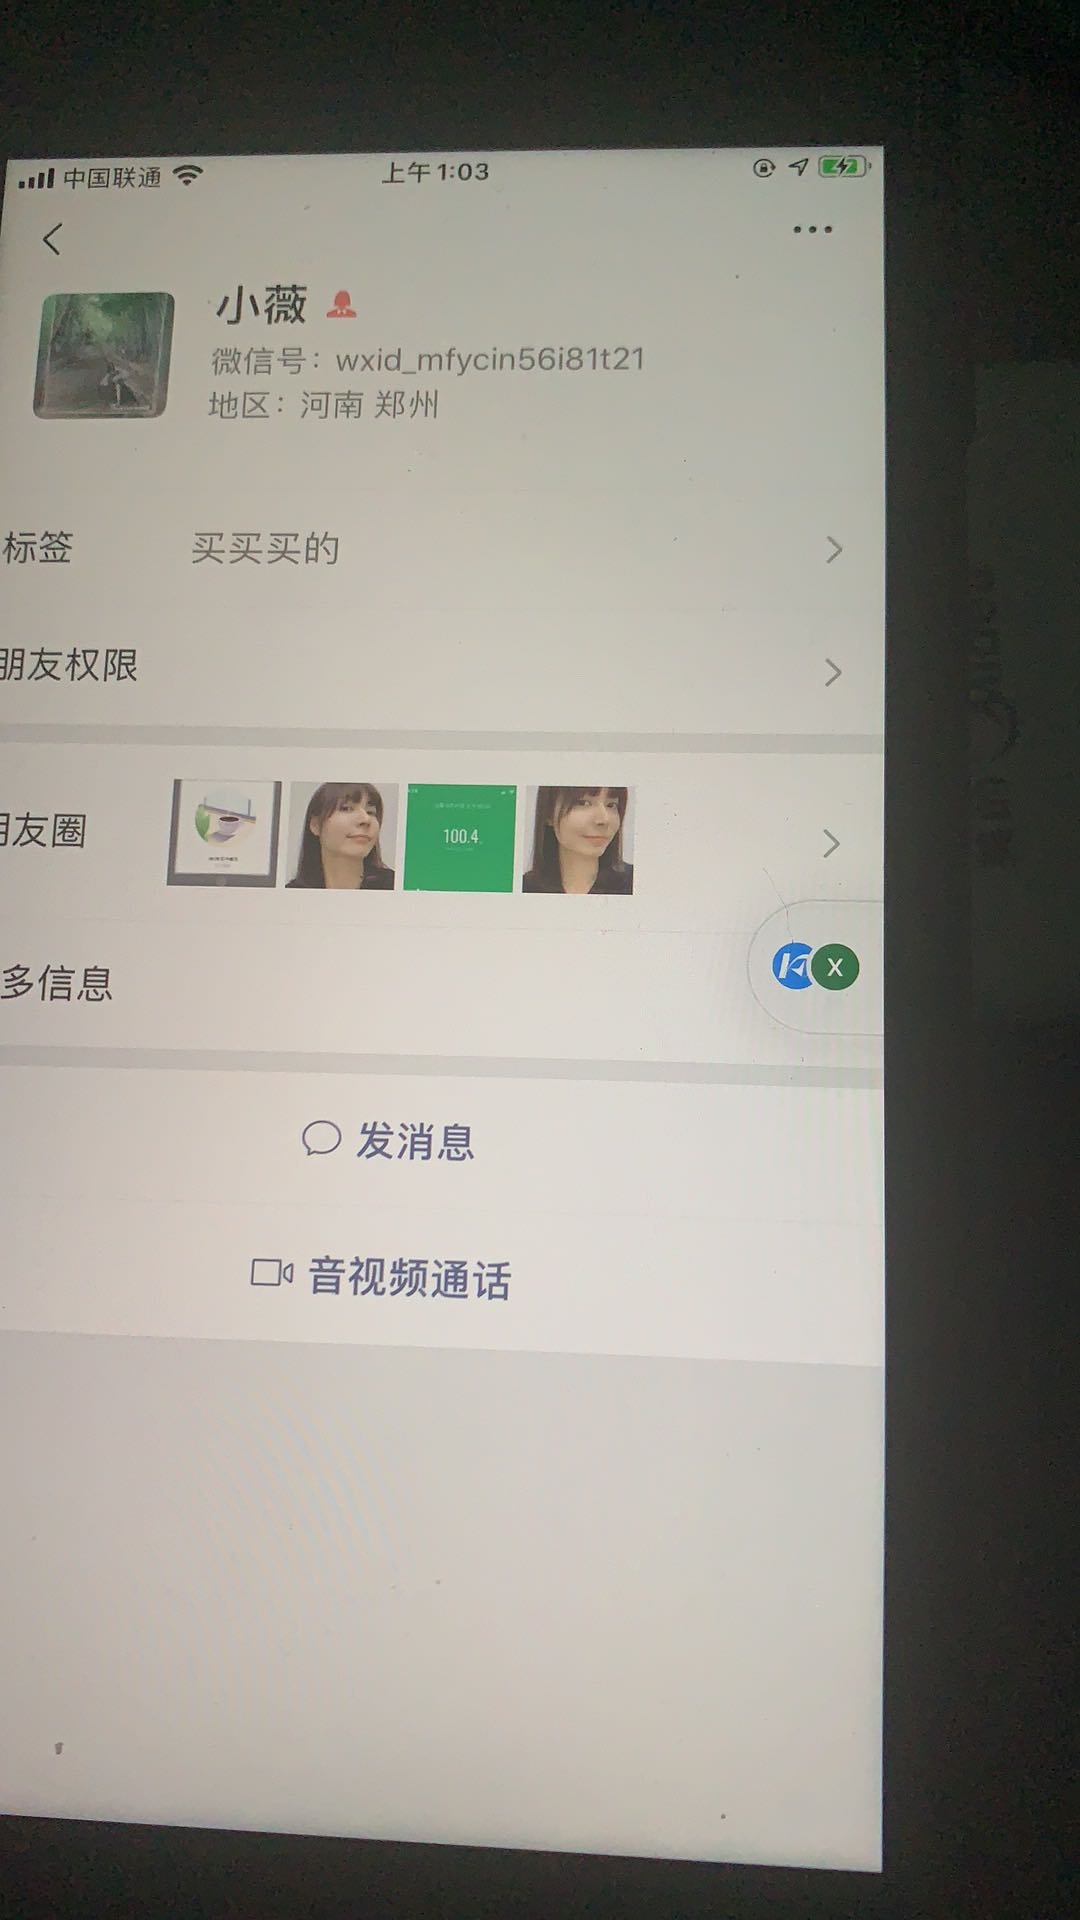 中国联通
上午1:03
小薇
微信号：wxid_mfycin56i81t21
地区：河南 郑州
标签 买买买的
朋友权限
友圈
100.4
多信息
X
发消息
音视频通话